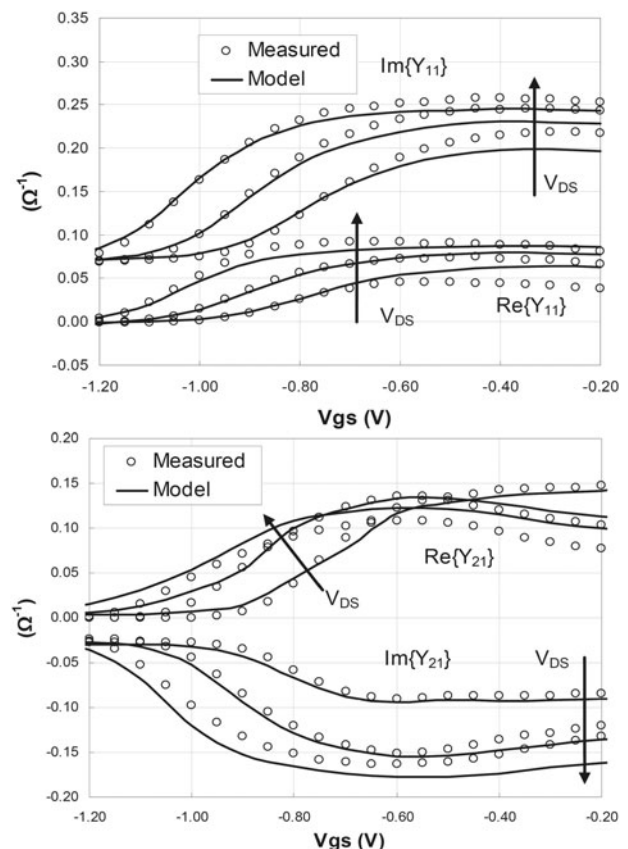 0.35
0.30
0.25
0.20
0.15
0.10
0.05
0.00
-0.05
(Ω⁻¹)
Measured
Model
Im{Y₁₁}
V_DS
V_DS
Re{Y₁₁}
-1.20 -1.00 -0.80 -0.60 -0.40 -0.20
Vgs (V)
0.20
0.15
0.10
0.05
0.00
-0.05
-0.10
-0.15
-0.20
(Ω⁻¹)
Measured
Model
Re{Y₂₁}
V_DS
Im{Y₂₁}
V_DS
-1.20 -1.00 -0.80 -0.60 -0.40 -0.20
Vgs (V)